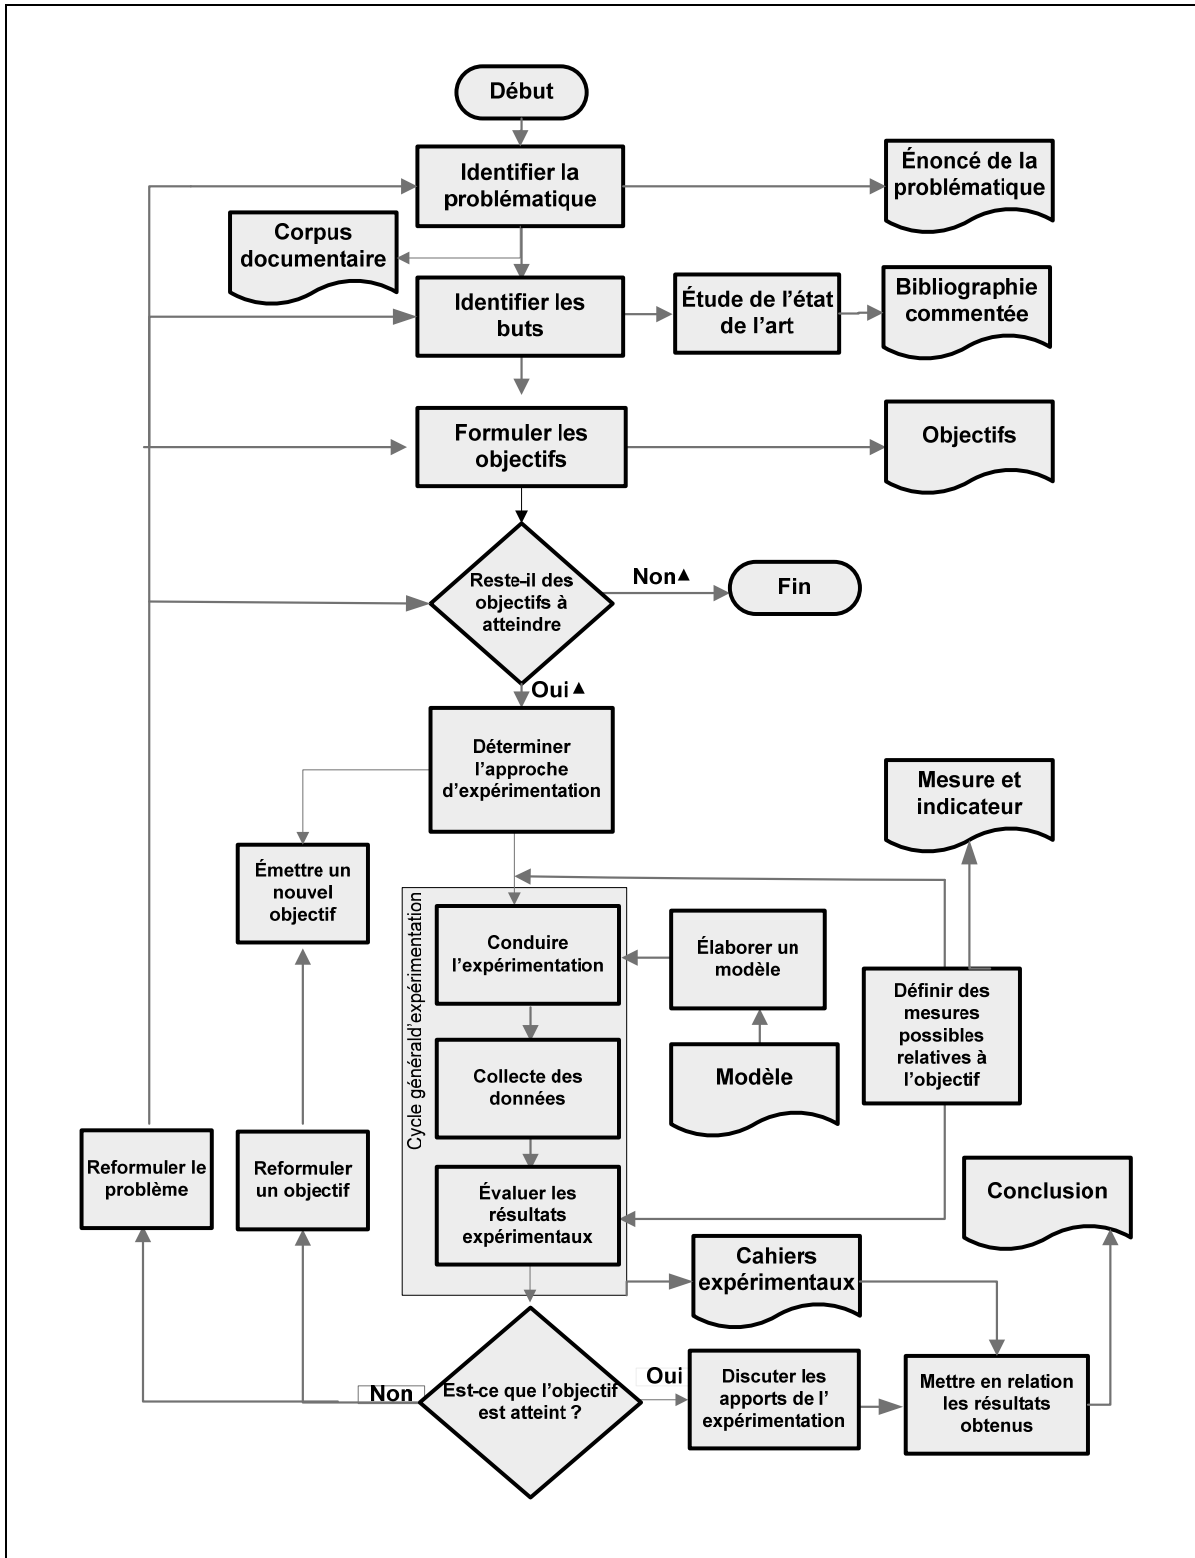 Début
Identifier la
problématique
Énoncé de la
problématique
Corpus
documentaire
Identifier les
buts
Étude de l'état
de l'art
Bibliographie
commentée
Formuler les
objectifs
Objectifs
Reste-il des
objectifs à
atteindre
Non▲
Fin
Oui▲
Déterminer
l'approche
d'expérimentation
Mesure et
indicateur
Émettre un
nouvel
objectif
Cycle générald'expérimentation
Conduire
l'expérimentation
Élaborer un
modèle
Définir des
mesures
possibles
relatives à
l'objectif
Collecte des
données
Modèle
Reformuler le
problème
Reformuler
un objectif
Évaluer les
résultats
expérimentaux
Conclusion
Cahiers
expérimentaux
Non
Est-ce que l'objectif
est atteint ?
Oui
Discuter les
apports de l'
expérimentation
Mettre en relation
les résultats
obtenus